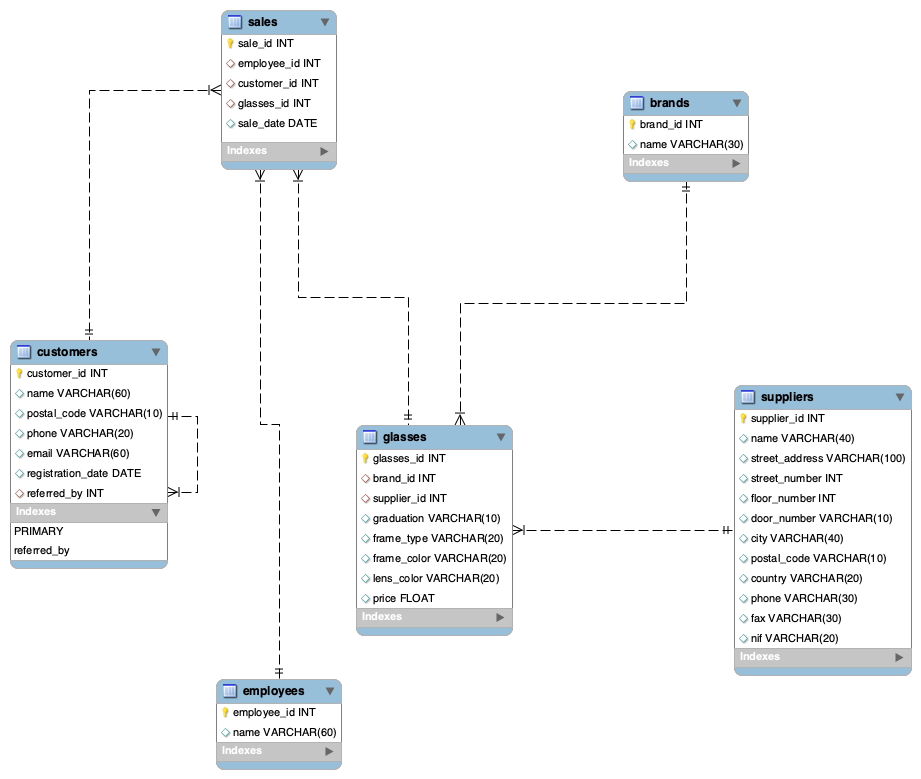 sales
sale_id INT
employee_id INT
customer_id INT
glasses_id INT
sale_date DATE
Indexes
brands
brand_id INT
name VARCHAR(30)
Indexes
customers
customer_id INT
name VARCHAR(60)
postal_code VARCHAR(10)
phone VARCHAR(20)
email VARCHAR(60)
registration_date DATE
referred_by INT
Indexes
PRIMARY
referred_by
glasses
glasses_id INT
brand_id INT
supplier_id INT
graduation VARCHAR(10)
frame_type VARCHAR(20)
frame_color VARCHAR(20)
lens_color VARCHAR(20)
price FLOAT
Indexes
suppliers
supplier_id INT
name VARCHAR(40)
street_address VARCHAR(100)
street_number INT
floor_number INT
door_number VARCHAR(10)
city VARCHAR(40)
postal_code VARCHAR(10)
country VARCHAR(20)
phone VARCHAR(30)
fax VARCHAR(30)
nif VARCHAR(20)
Indexes
employees
employee_id INT
name VARCHAR(60)
Indexes